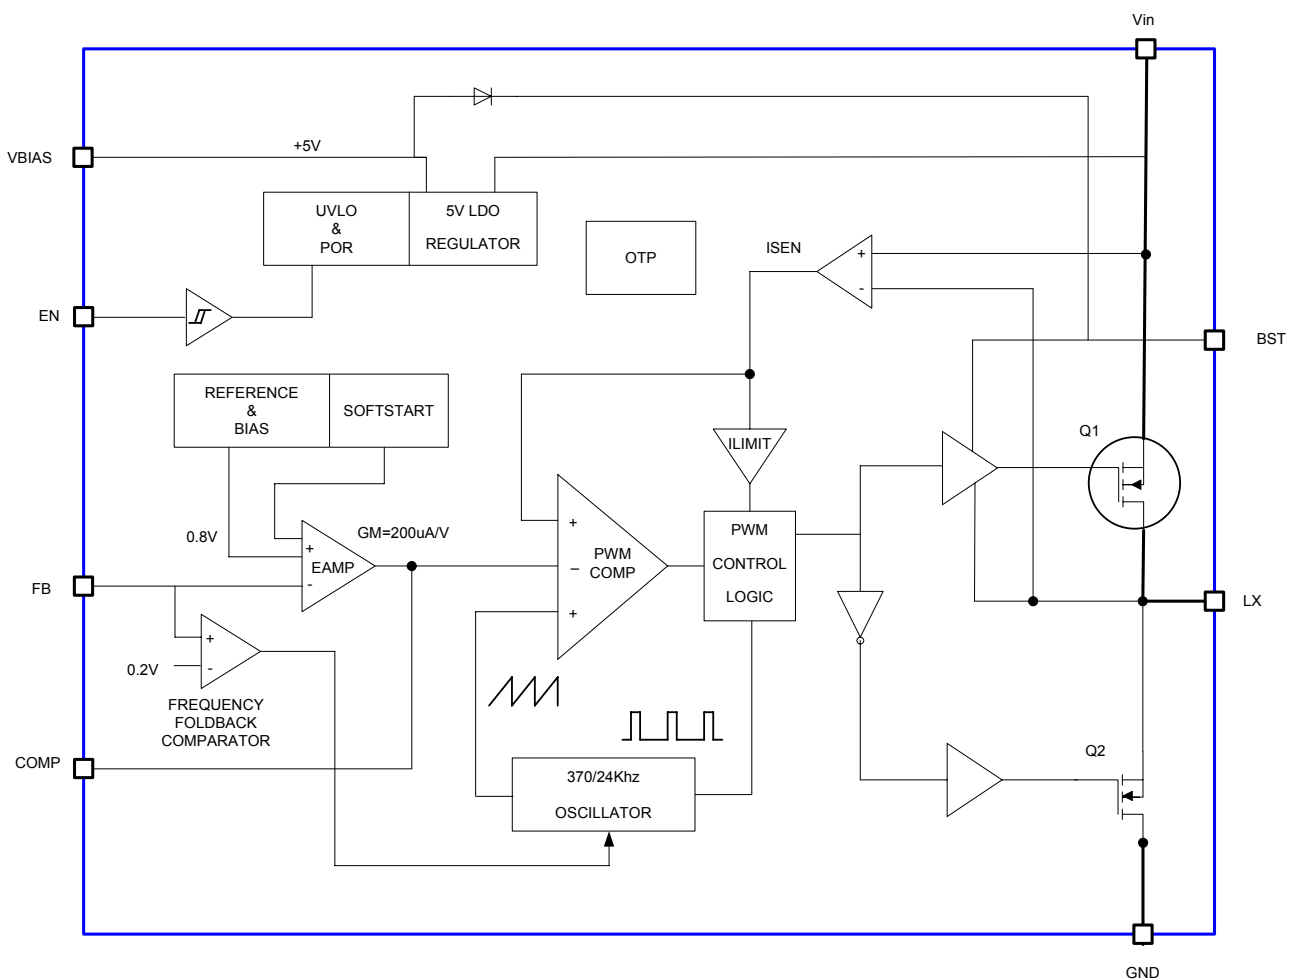 Vin
VBIAS
+5V
UVLO
&
POR
5V LDO
REGULATOR
OTP
ISEN
+
-
EN
BST
REFERENCE
&
BIAS
SOFTSTART
ILIMIT
Q1
0.8V
GM=200uA/V
+
EAMP
-
+
PWM
COMP
–
+
PWM
CONTROL
LOGIC
FB
LX
+
0.2V
-
FREQUENCY
FOLDBACK
COMPARATOR
COMP
370/24Khz
OSCILLATOR
Q2
GND